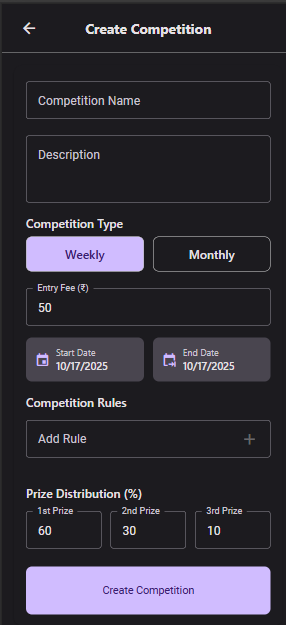 Create Competition
Competition Name
Description
Competition Type
Weekly Monthly
Entry Fee (₹)
50
Start Date End Date
10/17/2025 10/17/2025
Competition Rules
Add Rule
Prize Distribution (%)
1st Prize 2nd Prize 3rd Prize
60 30 10
Create Competition